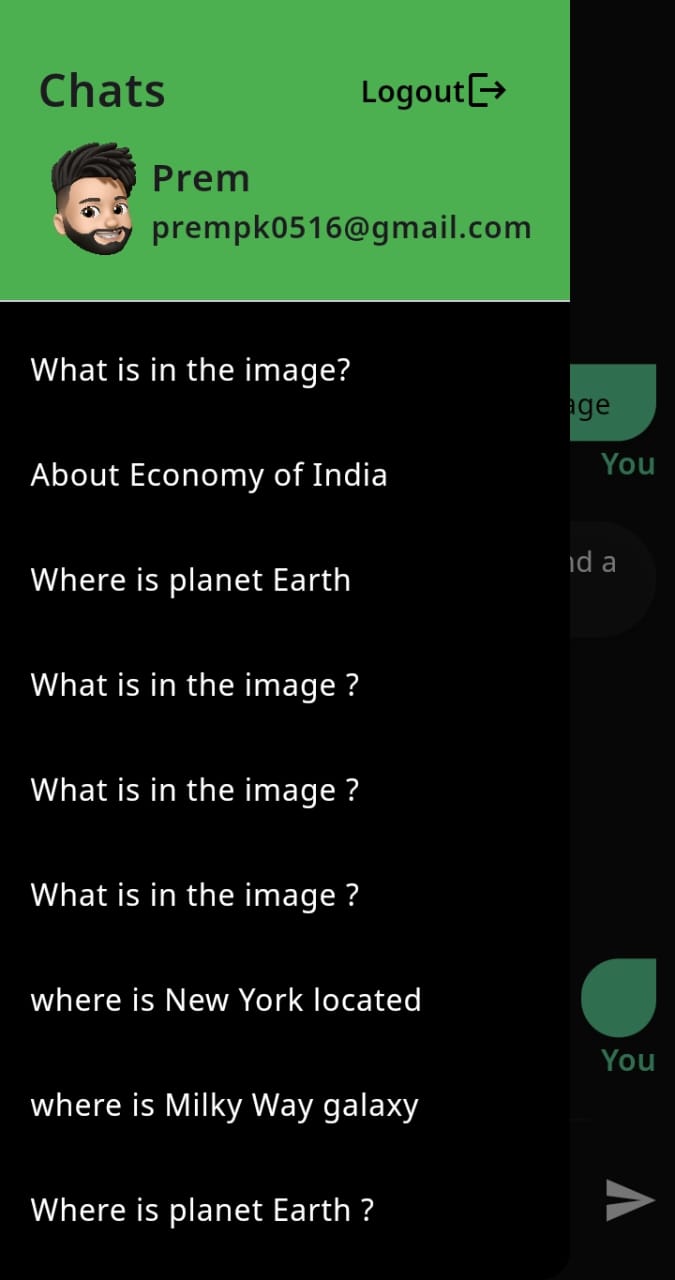 Chats
Logout
Prem
prempk0516@gmail.com
What is in the image?
About Economy of India
Where is planet Earth
What is in the image ?
What is in the image ?
What is in the image ?
where is New York located
where is Milky Way galaxy
Where is planet Earth ?
age
You
nd a
You